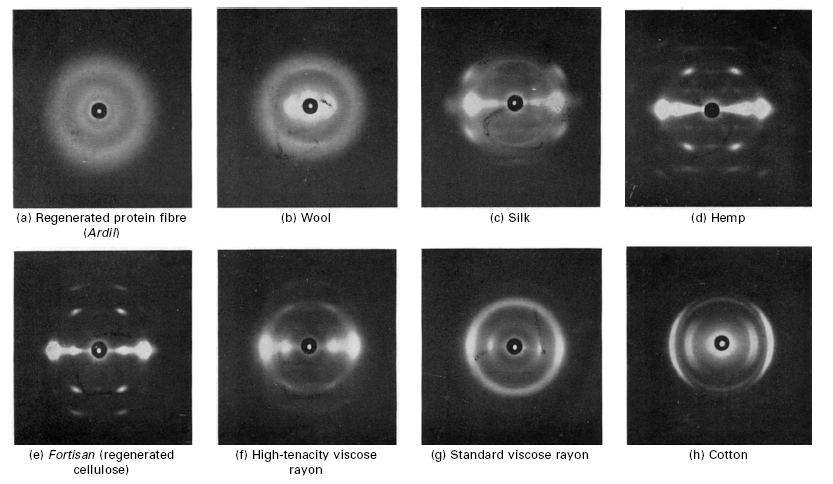 (a) Regenerated protein fibre
(Ardil)
(b) Wool
(c) Silk
(d) Hemp
(e) Fortisan (regenerated
cellulose)
(f) High-tenacity viscose
rayon
(g) Standard viscose rayon
(h) Cotton